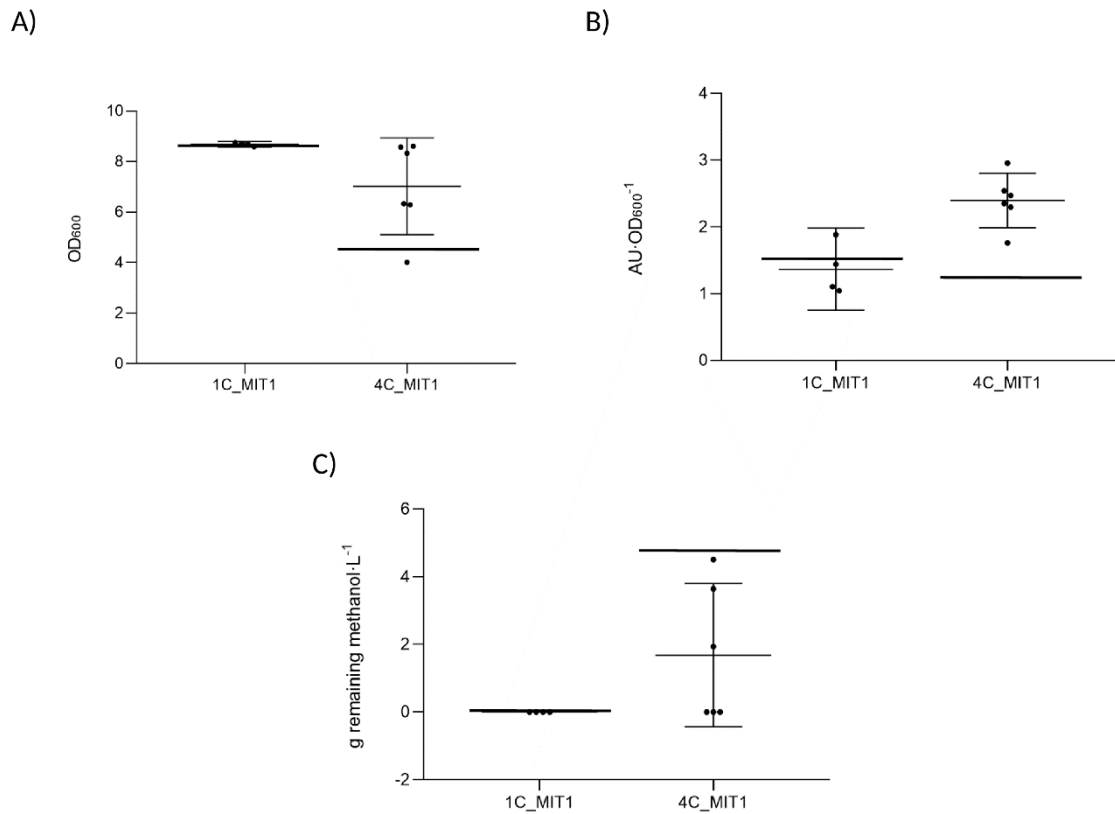 A)
B)
10
8
6
4
2
0
OD₆₀₀
1C_MIT1
4C_MIT1
4
3
2
1
0
AU·OD₆₀₀⁻¹
1C_MIT1
4C_MIT1
C)
6
4
2
0
-2
g remaining methanol·L⁻¹
1C_MIT1
4C_MIT1